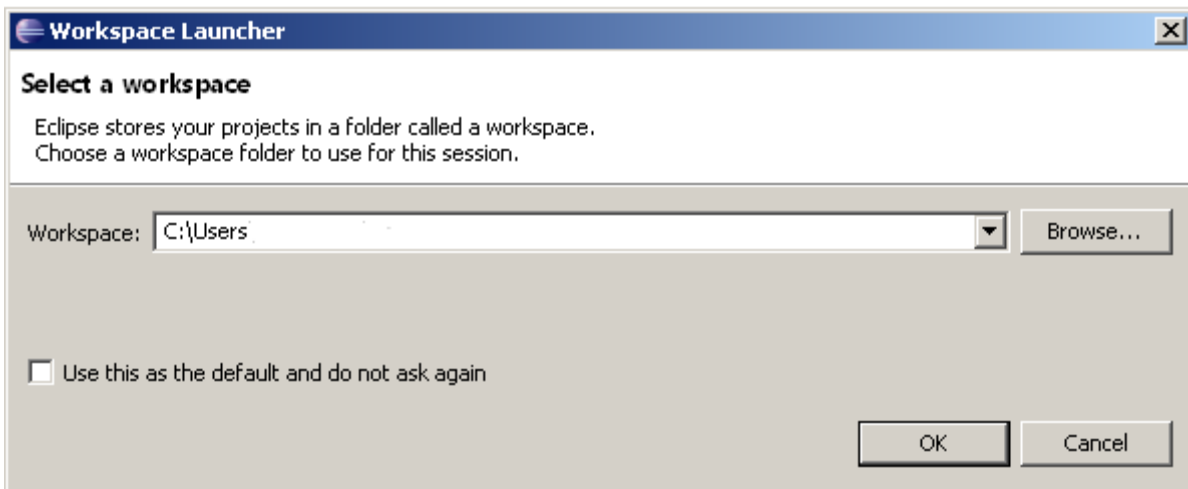 Workspace Launcher
Select a workspace
Eclipse stores your projects in a folder called a workspace.
Choose a workspace folder to use for this session.
Workspace: C:\Users Browse...
Use this as the default and do not ask again
OK Cancel